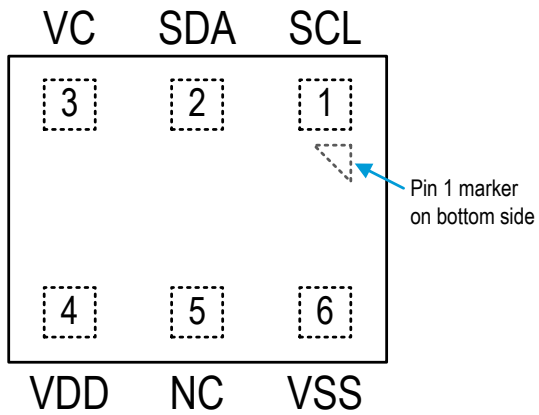 VC SDA SCL
3 2 1
Pin 1 marker
on bottom side
4 5 6
VDD NC VSS